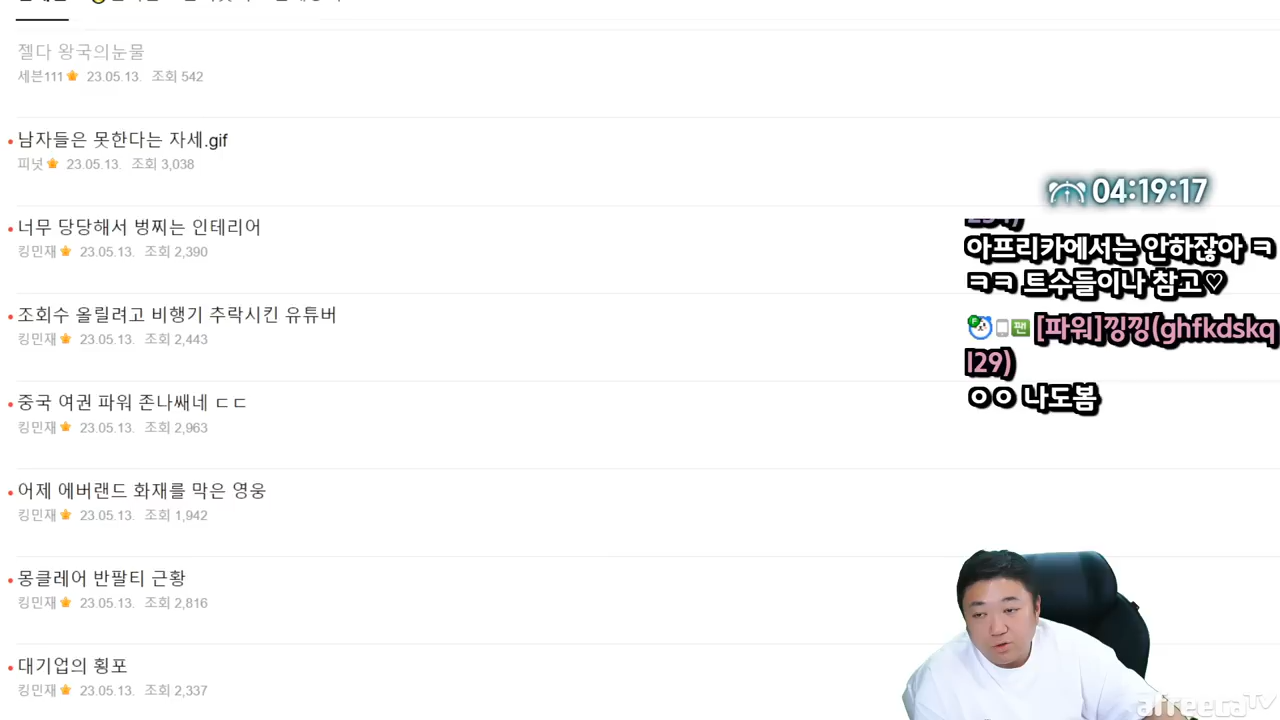 젤다 왕국의눈물
세븐111 23.05.13. 조회 542
남자들은 못한다는 자세.gif
피넛 23.05.13. 조회 3,038
너무 당당해서 벙찌는 인테리어
킹민재 23.05.13. 조회 2,390
조회수 올릴려고 비행기 추락시킨 유튜버
킹민재 23.05.13. 조회 2,443
중국 여권 파워 존나쌔네 ㄷㄷ
킹민재 23.05.13. 조회 2,963
어제 에버랜드 화재를 막은 영웅
킹민재 23.05.13. 조회 1,942
몽클레어 반팔티 근황
킹민재 23.05.13. 조회 2,816
대기업의 횡포
킹민재 23.05.13. 조회 2,337
04:19:17
아프리카에서는 안하잖아 ㅋ
ㅋㅋ 트수들이나 참고♡
F 팬 [파워]낑낑(ghfkdskq
l29)
ㅇㅇ 나도봄
afreecaTV